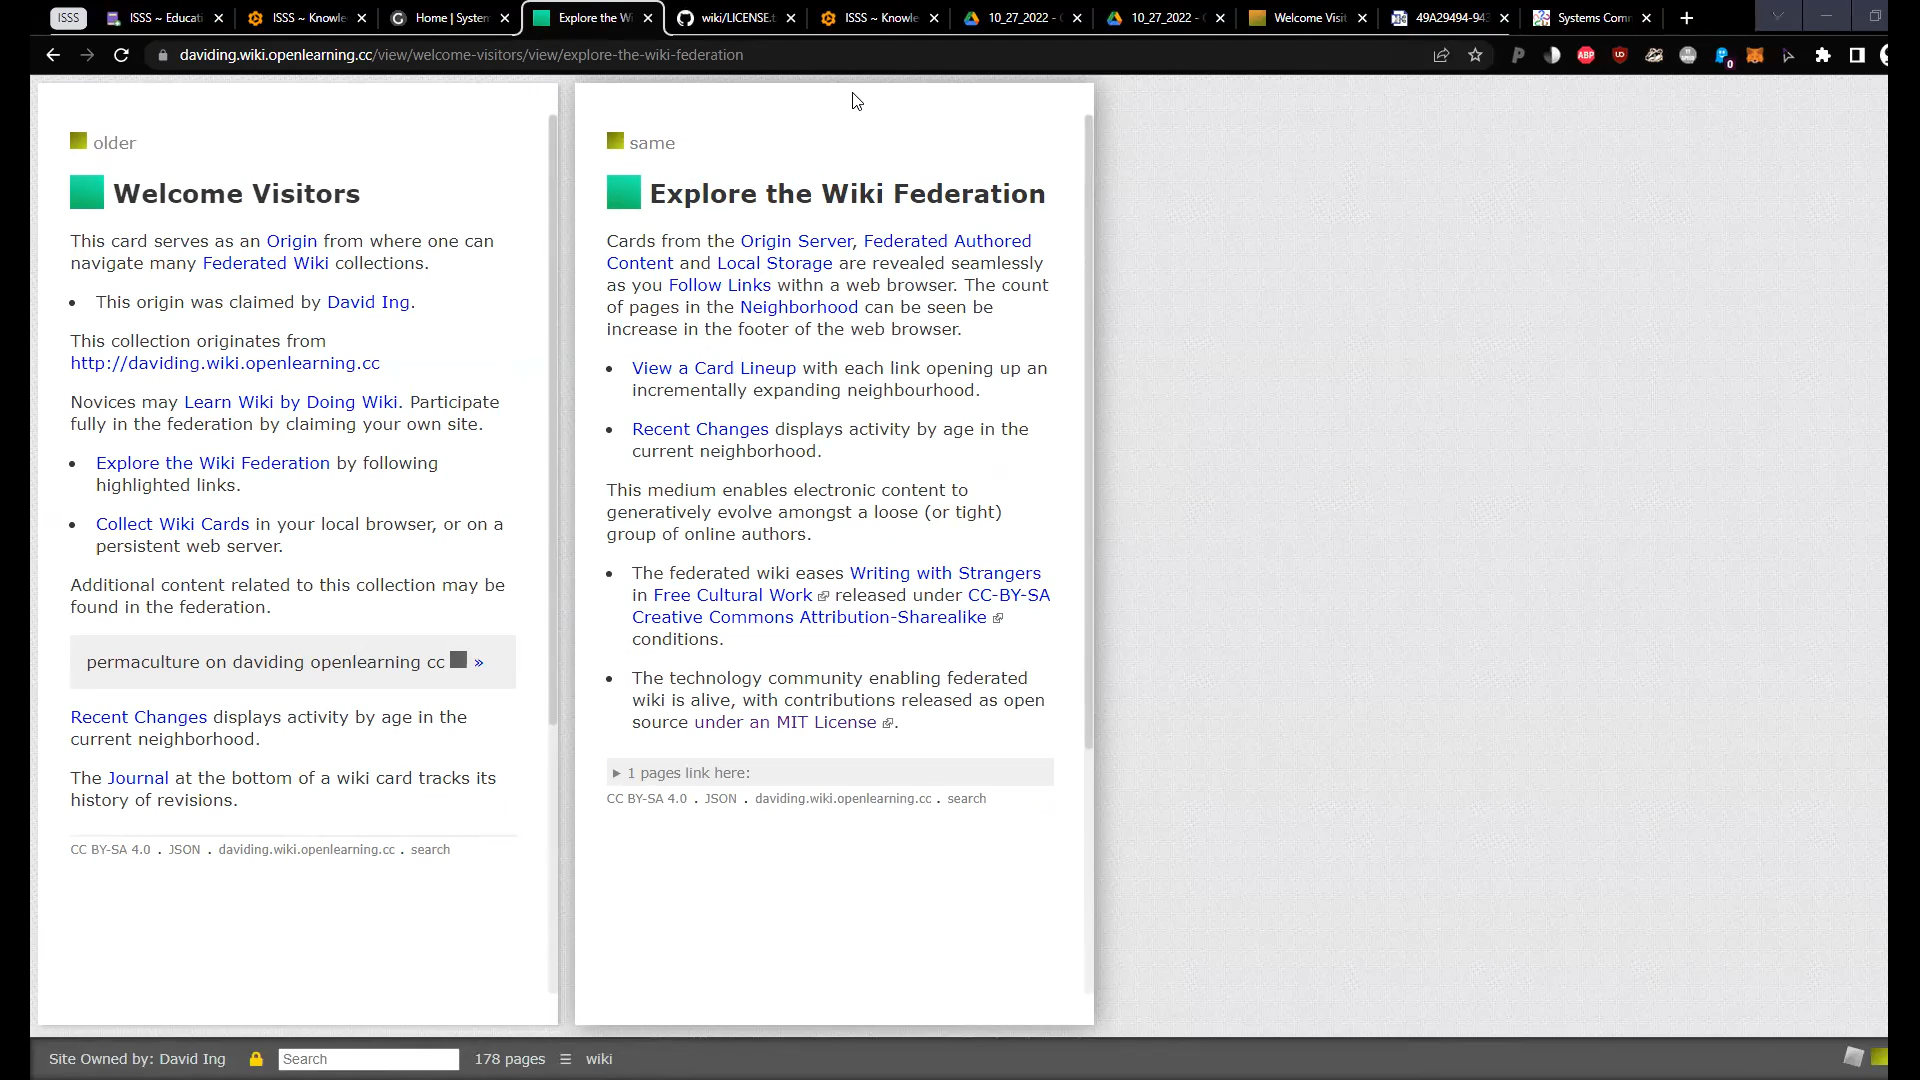 ISSS
ISSS ~ Educati
ISSS ~ Knowle
Home | System
Explore the Wi
wiki/LICENSE.t
ISSS ~ Knowle
10_27_2022 -
10_27_2022 -
Welcome Visit
49A29494-943
Systems Comm
daviding.wiki.openlearning.cc/view/welcome-visitors/view/explore-the-wiki-federation
ABP
0
older
Welcome Visitors
This card serves as an Origin from where one can
navigate many Federated Wiki collections.
• This origin was claimed by David Ing.
This collection originates from
http://daviding.wiki.openlearning.cc
Novices may Learn Wiki by Doing Wiki. Participate
fully in the federation by claiming your own site.
• Explore the Wiki Federation by following
highlighted links.
• Collect Wiki Cards in your local browser, or on a
persistent web server.
Additional content related to this collection may be
found in the federation.
permaculture on daviding openlearning cc »
Recent Changes displays activity by age in the
current neighborhood.
The Journal at the bottom of a wiki card tracks its
history of revisions.
CC BY-SA 4.0 . JSON . daviding.wiki.openlearning.cc . search
same
Explore the Wiki Federation
Cards from the Origin Server, Federated Authored
Content and Local Storage are revealed seamlessly
as you Follow Links withn a web browser. The count
of pages in the Neighborhood can be seen be
increase in the footer of the web browser.
• View a Card Lineup with each link opening up an
incrementally expanding neighbourhood.
• Recent Changes displays activity by age in the
current neighborhood.
This medium enables electronic content to
generatively evolve amongst a loose (or tight)
group of online authors.
• The federated wiki eases Writing with Strangers
in Free Cultural Work released under CC-BY-SA
Creative Commons Attribution-Sharealike
conditions.
• The technology community enabling federated
wiki is alive, with contributions released as open
source under an MIT License .
▶ 1 pages link here:
CC BY-SA 4.0 . JSON . daviding.wiki.openlearning.cc . search
Site Owned by: David Ing Search 178 pages ☰ wiki